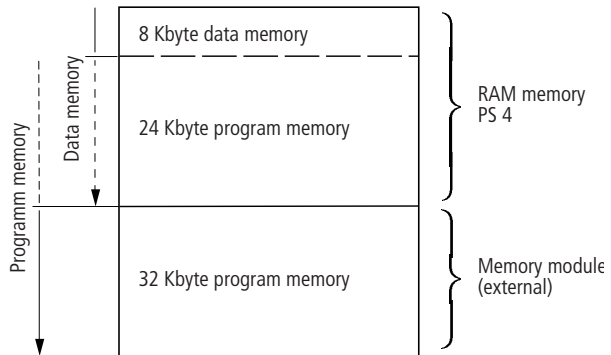 8 Kbyte data memory
24 Kbyte program memory
32 Kbyte program memory
Programm memory
Data memory
RAM memory
PS 4
Memory module
(external)